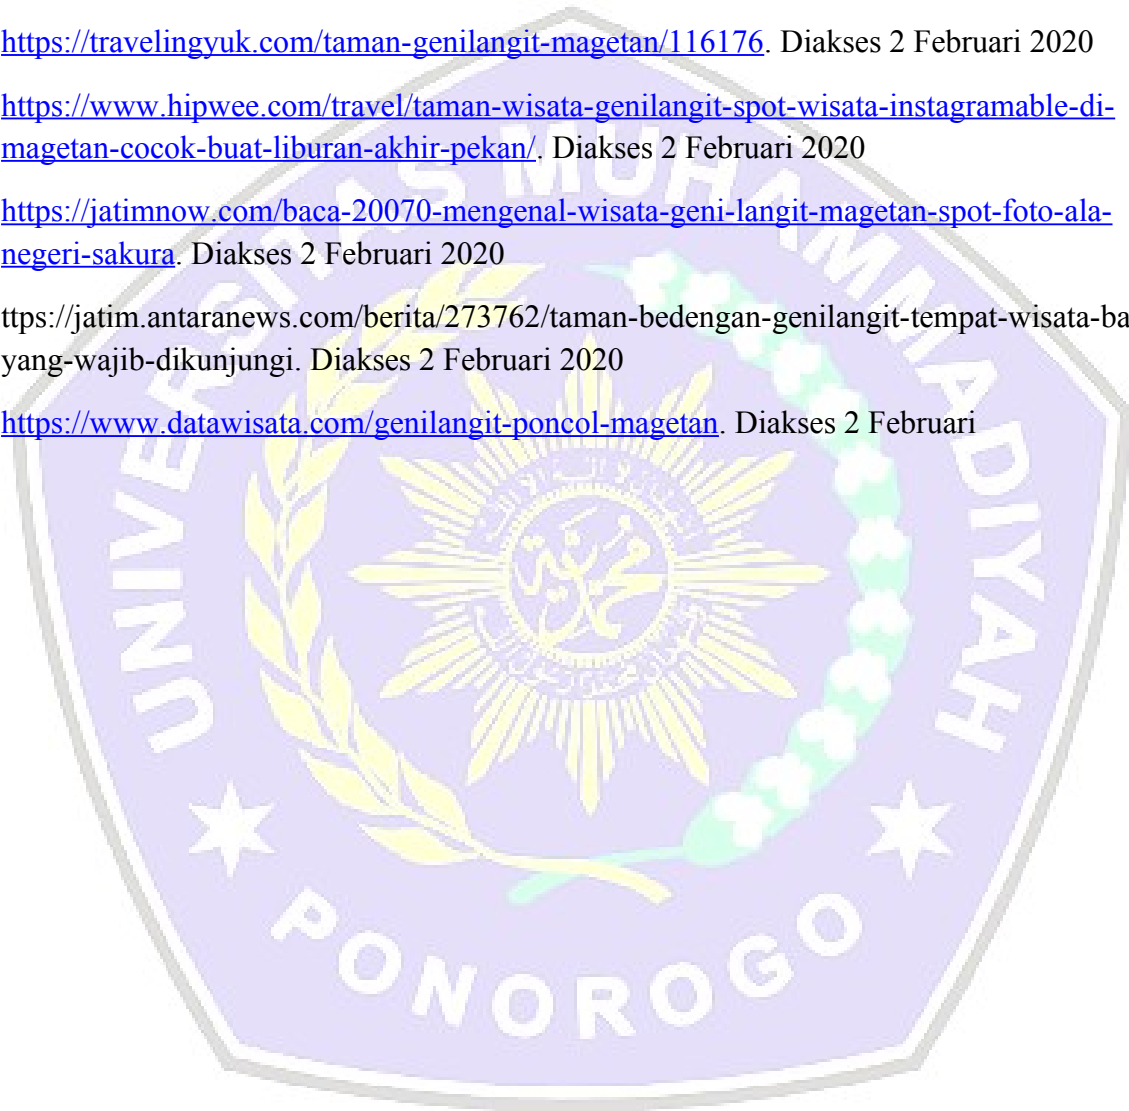 https://travelingyuk.com/taman-genilangit-magetan/116176. Diakses 2 Februari 2020
https://www.hipwee.com/travel/taman-wisata-genilangit-spot-wisata-instagramable-di-
magetan-cocok-buat-liburan-akhir-pekan/. Diakses 2 Februari 2020
https://jatimnow.com/baca-20070-mengenal-wisata-geni-langit-magetan-spot-foto-ala-
negeri-sakura. Diakses 2 Februari 2020
ttps://jatim.antaranews.com/berita/273762/taman-bedengan-genilangit-tempat-wisata-ba
yang-wajib-dikunjungi. Diakses 2 Februari 2020
https://www.datawisata.com/genilangit-poncol-magetan. Diakses 2 Februari
UNIVERSITAS MUHAMMADIYAH
محمدية
PONOROGO